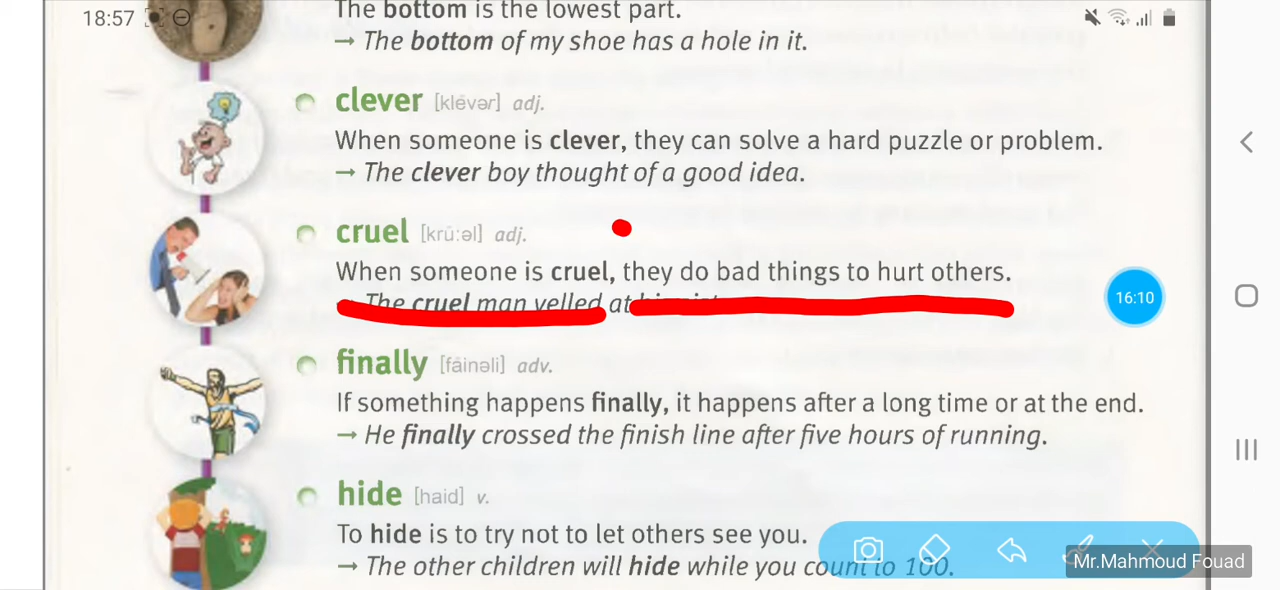 18:57
The bottom is the lowest part.
→ The bottom of my shoe has a hole in it.
clever [klévər] adj.
When someone is clever, they can solve a hard puzzle or problem.
→ The clever boy thought of a good idea.
cruel [krú:əl] adj.
When someone is cruel, they do bad things to hurt others.
The cruel man yelled at
16:10
finally [fáinəli] adv.
If something happens finally, it happens after a long time or at the end.
→ He finally crossed the finish line after five hours of running.
hide [haid] v.
To hide is to try not to let others see you.
→ The other children will hide while you count to 100.
Mr.Mahmoud Fouad